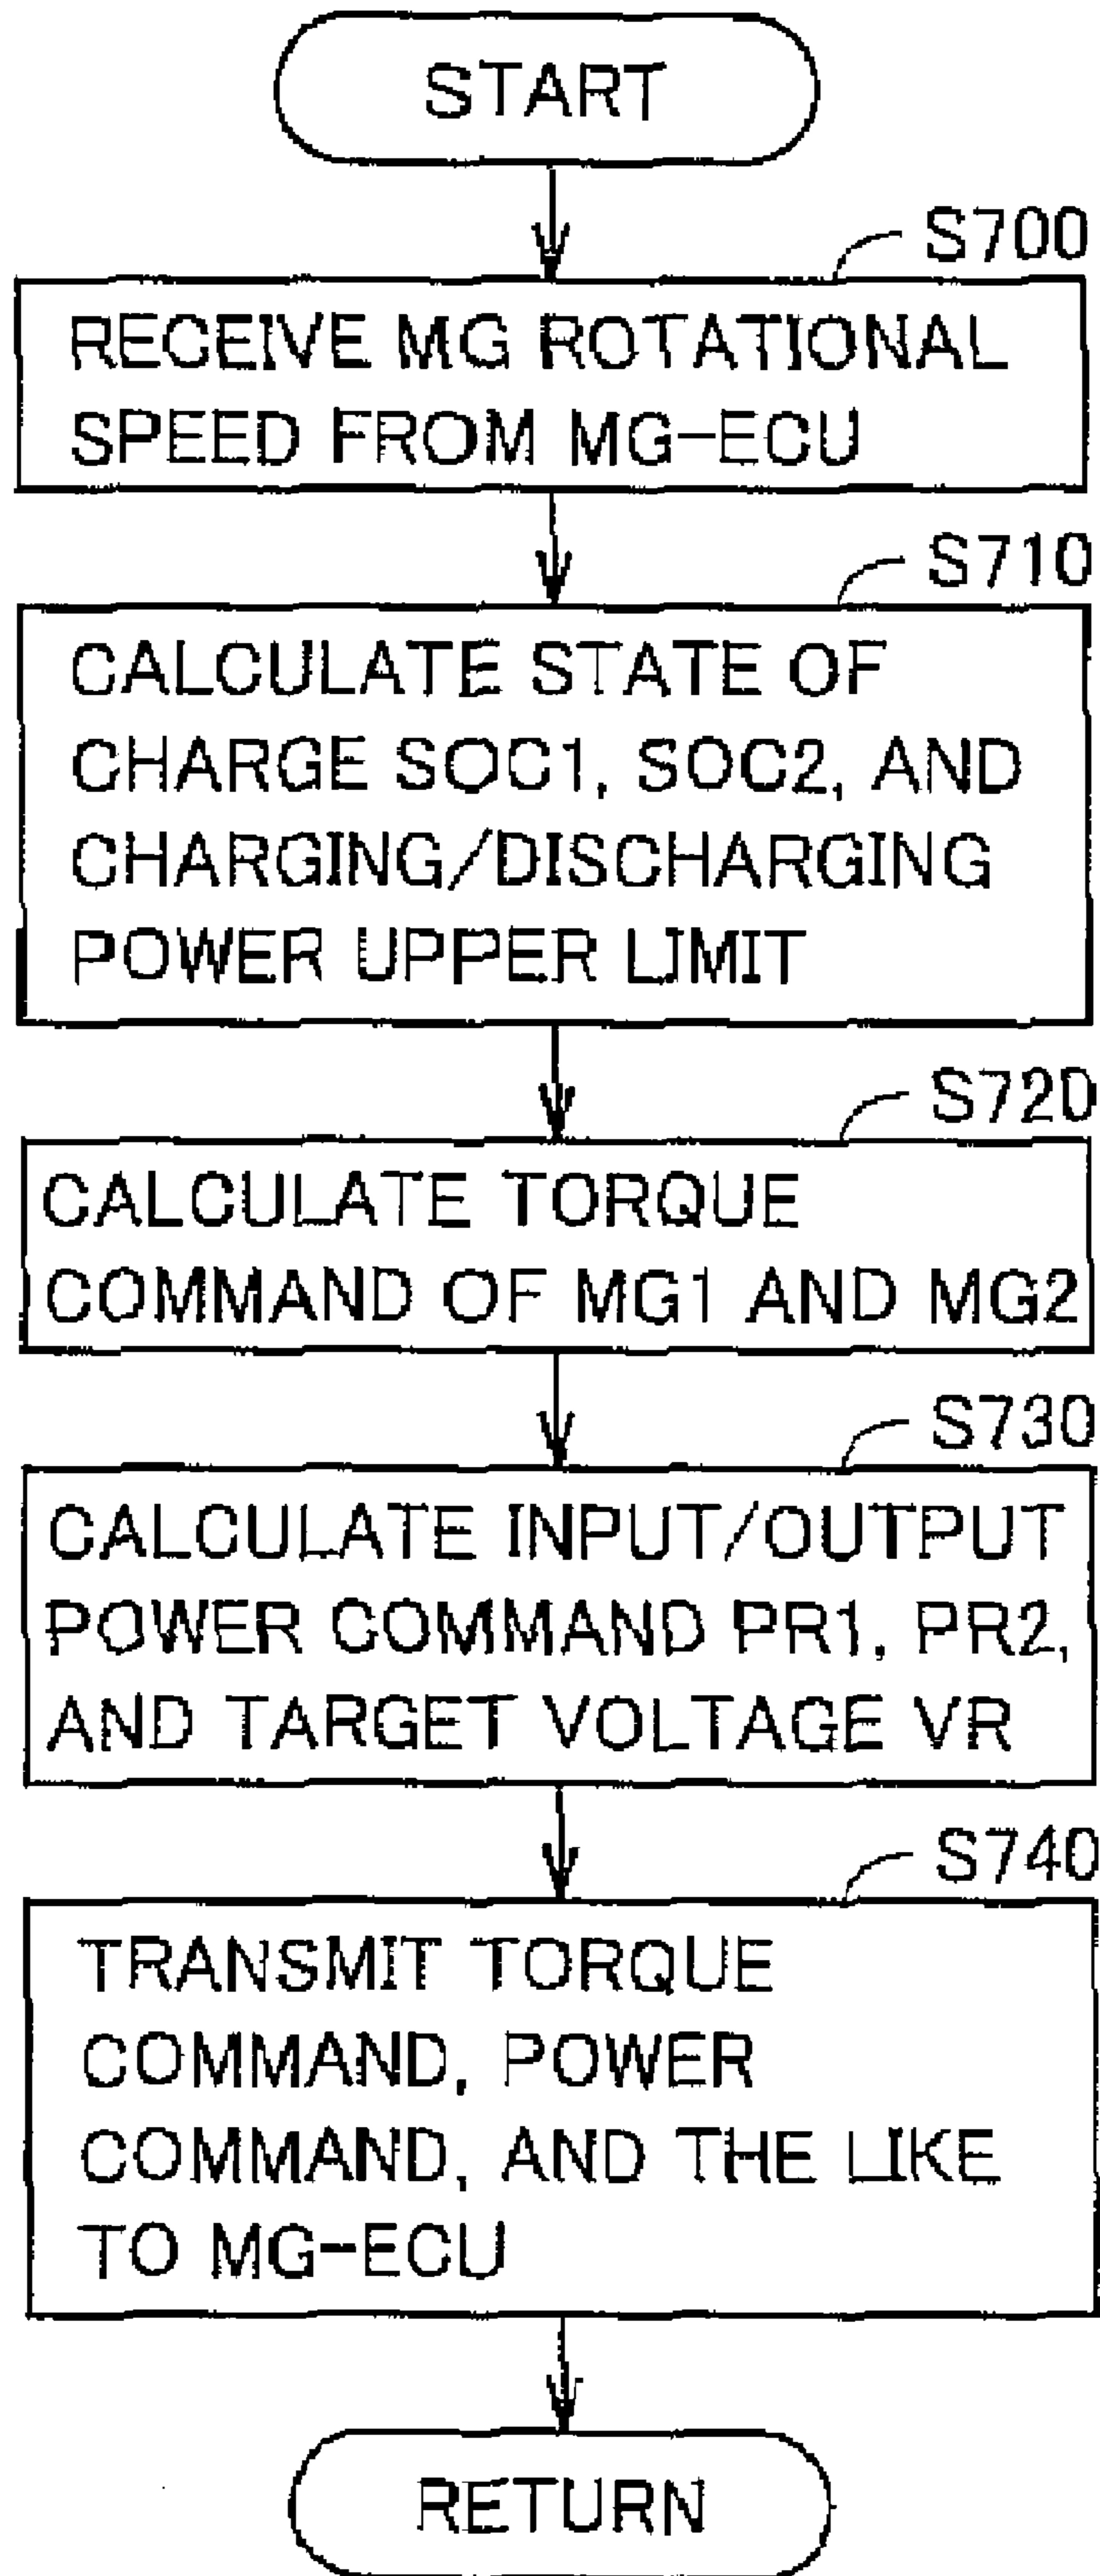 START
S700
RECEIVE MG ROTATIONAL
SPEED FROM MG-ECU
S710
CALCULATE STATE OF
CHARGE SOC1, SOC2, AND
CHARGING/DISCHARGING
POWER UPPER LIMIT
S720
CALCULATE TORQUE
COMMAND OF MG1 AND MG2
S730
CALCULATE INPUT/OUTPUT
POWER COMMAND PR1, PR2,
AND TARGET VOLTAGE VR
S740
TRANSMIT TORQUE
COMMAND, POWER
COMMAND, AND THE LIKE
TO MG-ECU
RETURN